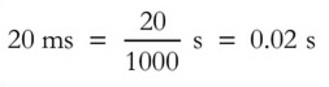 20 ms = 20/1000 s = 0.02 s